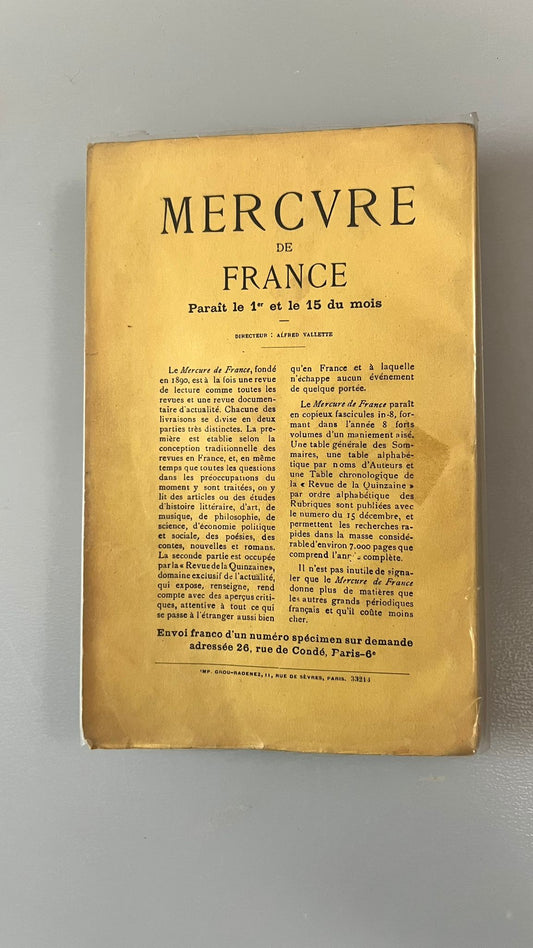 MERCVRE
DE
FRANCE
Paraît le 1er et le 15 du mois
DIRECTEUR : ALFRED VALLETTE
Le Mercure de France, fondé
en 1890, est à la fois une revue
de lecture comme toutes les
revues et une revue documen-
taire d'actualité. Chacune des
livraisons se divise en deux
parties très distinctes. La pre-
mière est etablie selon la
conception traditionnelle des
revues en France, et, en même
temps que toutes les questions
dans les préoccupations du
moment y sont traitées, on y
lit des articles ou des études
d'histoire littéraire, d'art, de
musique, de philosophie, de
science, d'économie politique
et sociale, des poésies, des
contes, nouvelles et romans.
La seconde partie est occupée
par la « Revue de la Quinzaine »,
domaine exclusif de l'actualité,
qui expose, renseigne, rend
compte avec des aperçus criti-
ques, attentive à tout ce qui
se passe à l'étranger aussi bien
qu'en France et à laquelle
n'échappe aucun événement
de quelque portée.
Le Mercure de France paraît
en copieux fascicules in-8, for-
mant dans l'année 8 forts
volumes d'un maniement aisé.
Une table générale des Som-
maires, une table alphabé-
tique par noms d'Auteurs et
une Table chronologique de
la « Revue de la Quinzaine »
par ordre alphabétique des
Rubriques sont publiées avec
le numero du 15 décembre, et
permettent les recherches ra-
pides dans la masse considé-
rable d'environ 7.000 pages que
comprend l'an complète.
Il n'est pas inutile de signa-
ler que le Mercure de France
donne plus de matières que
les autres grands périodiques
français et qu'il coûte moins
cher.
Envoi franco d'un numéro spécimen sur demande
adressée 26, rue de Condé, Paris-6e
IMP. GROU-RADENEZ, 11, RUE DE SÈVRES, PARIS. 33214